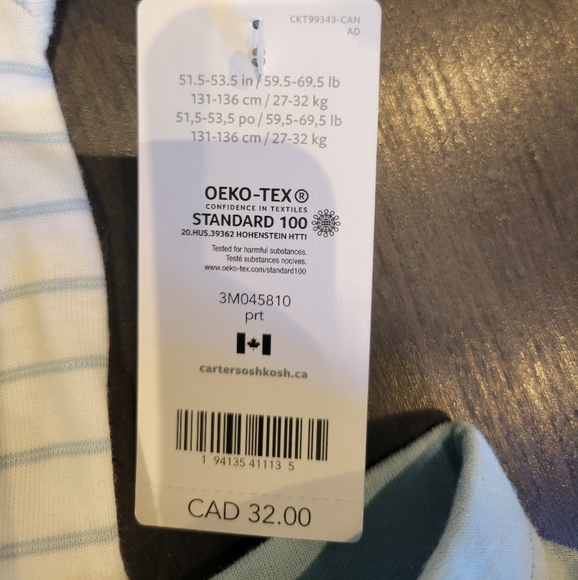 CKT99343-CAN
AD
51.5-53.5 in / 59.5-69.5 lb
131-136 cm / 27-32 kg
51,5-53,5 po / 59,5-69,5 lb
131-136 cm / 27-32 kg
OEKO-TEX®
CONFIDENCE IN TEXTILES
STANDARD 100
20.HUS.39362 HOHENSTEIN HTTI
Tested for harmful substances.
Testé substances nocives.
www.oeko-tex.com/standard100
3M045810
prt
cartersoshkosh.ca
1 94135 41113 5
CAD 32.00